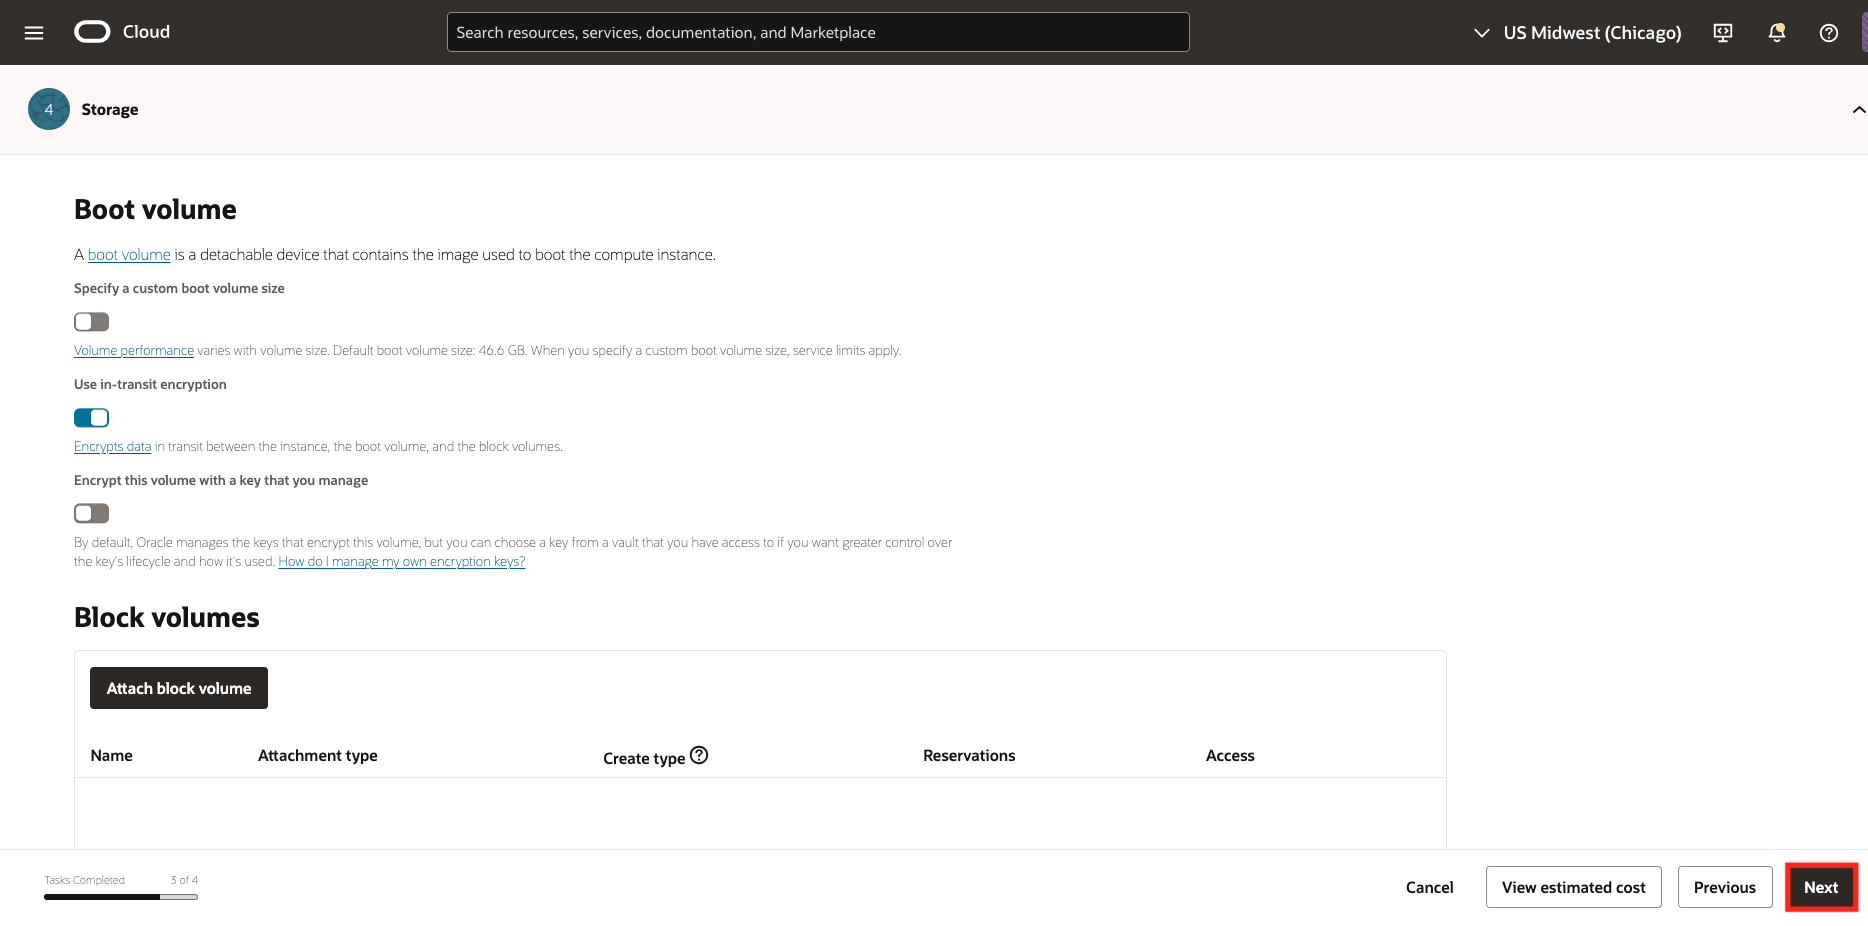 Cloud
Search resources, services, documentation, and Marketplace
US Midwest (Chicago)
4
Storage
Boot volume
A boot volume is a detachable device that contains the image used to boot the compute instance.
Specify a custom boot volume size
Volume performance varies with volume size. Default boot volume size: 46.6 GB. When you specify a custom boot volume size, service limits apply.
Use in-transit encryption
Encrypts data in transit between the instance, the boot volume, and the block volumes.
Encrypt this volume with a key that you manage
By default, Oracle manages the keys that encrypt this volume, but you can choose a key from a vault that you have access to if you want greater control over
the key's lifecycle and how it's used. How do I manage my own encryption keys?
Block volumes
Attach block volume
Name Attachment type Create type Reservations Access
Tasks Completed 3 of 4
Cancel View estimated cost Previous Next